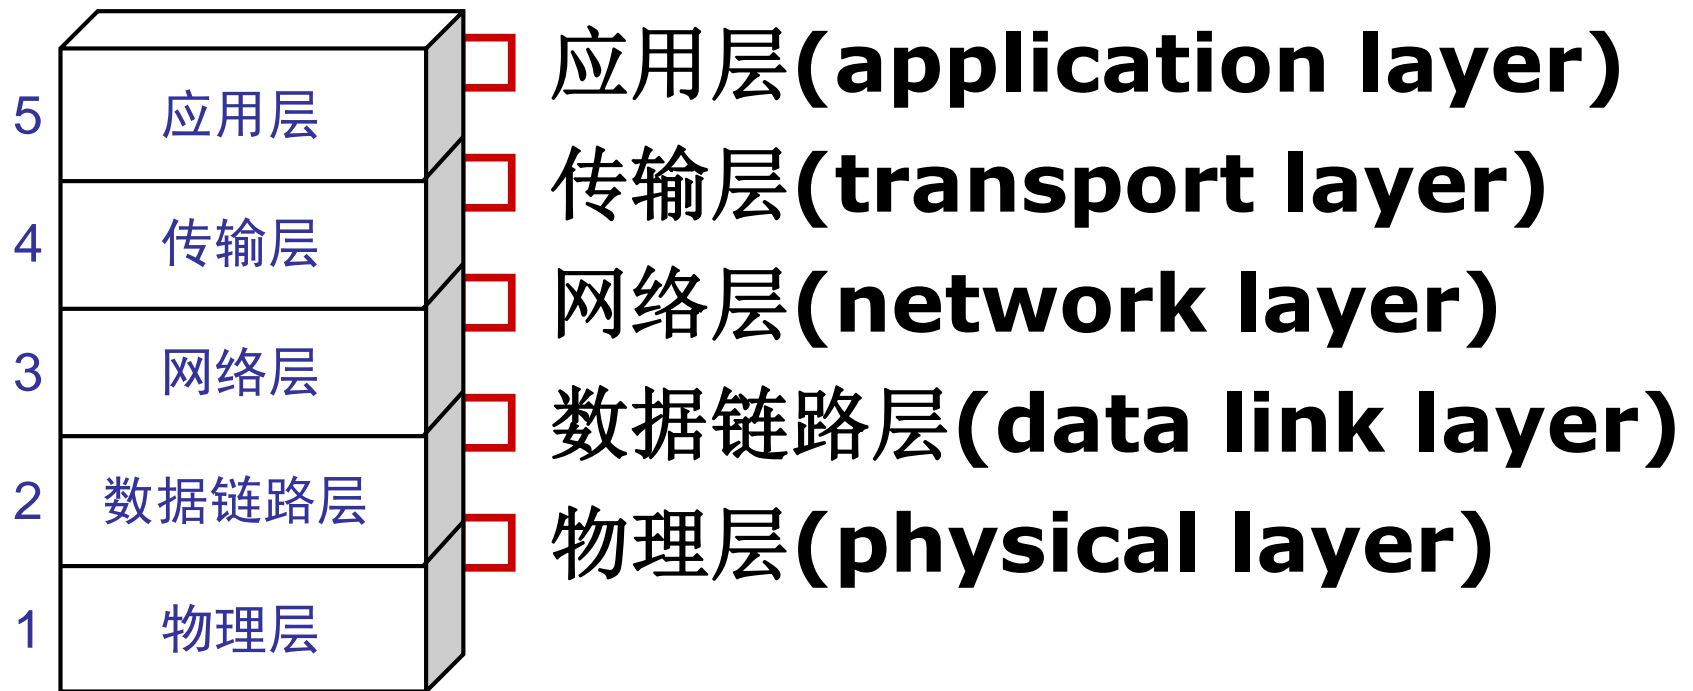 5 应用层
4 传输层
3 网络层
2 数据链路层
1 物理层
应用层(application layer)
传输层(transport layer)
网络层(network layer)
数据链路层(data link layer)
物理层(physical layer)